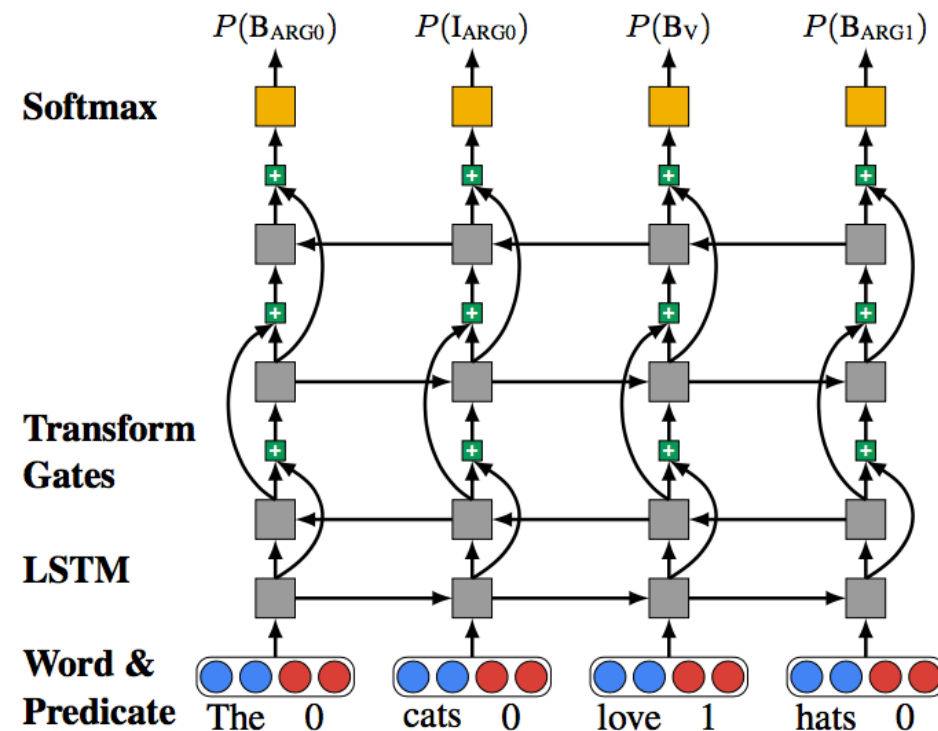 P(B_ARG0) P(I_ARG0) P(B_V) P(B_ARG1)
Softmax
+ + + +
+ + + +
Transform
Gates
+ + + +
LSTM
Word &
Predicate
The 0 cats 0 love 1 hats 0